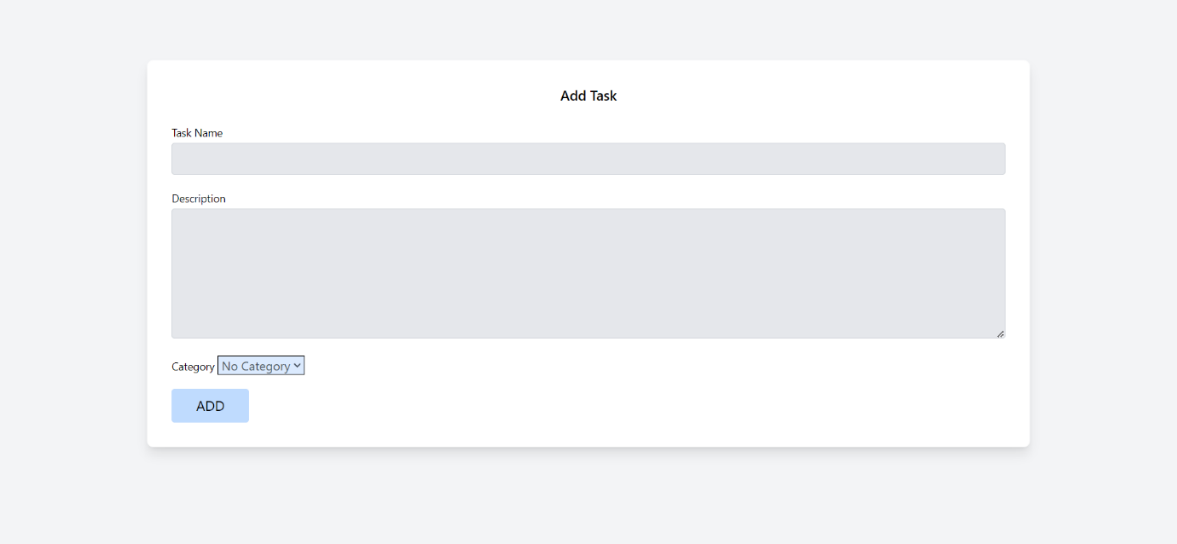 Add Task
Task Name
Description
Category No Category
ADD